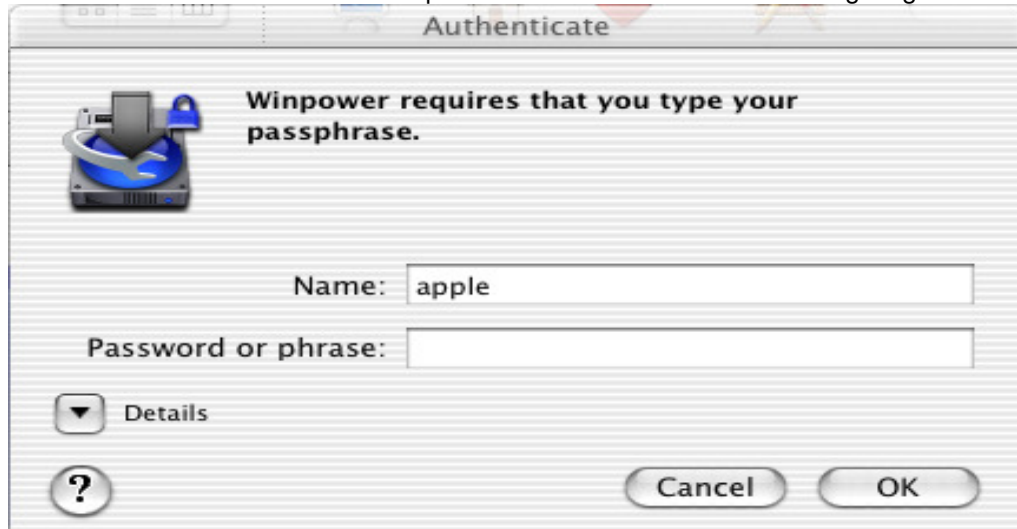 Authenticate
Winpower requires that you type your
passphrase.
Name: apple
Password or phrase:
Details
?
Cancel OK